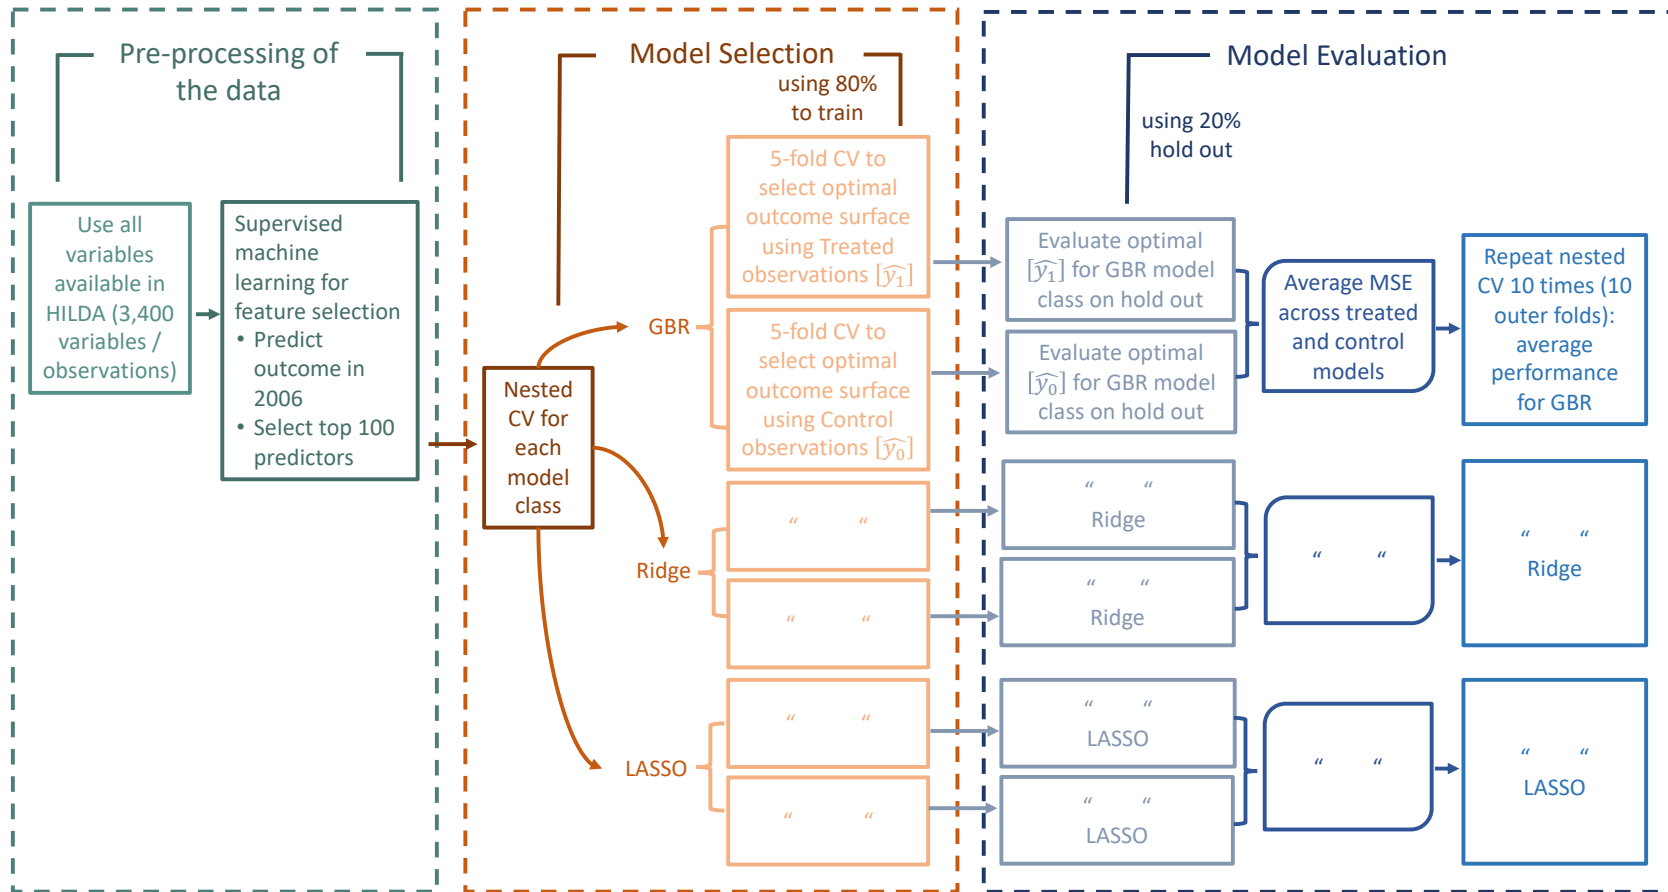 Pre-processing of
the data
Use all
variables
available in
HILDA (3,400
variables /
observations)
Supervised
machine
learning for
feature selection
• Predict
outcome in
2006
• Select top 100
predictors
Model Selection
using 80%
to train
Nested
CV for
each
model
class
GBR
5-fold CV to
select optimal
outcome surface
using Treated
observations [ŷ₁]
5-fold CV to
select optimal
outcome surface
using Control
observations [ŷ₀]
Ridge
“ “
“ “
LASSO
“ “
“ “
Model Evaluation
using 20%
hold out
Evaluate optimal
[ŷ₁] for GBR model
class on hold out
Evaluate optimal
[ŷ₀] for GBR model
class on hold out
Average MSE
across treated
and control
models
Repeat nested
CV 10 times (10
outer folds):
average
performance
for GBR
“ “
Ridge
“ “
Ridge
“ “
“ “
Ridge
“ “
LASSO
“ “
LASSO
“ “
“ “
LASSO